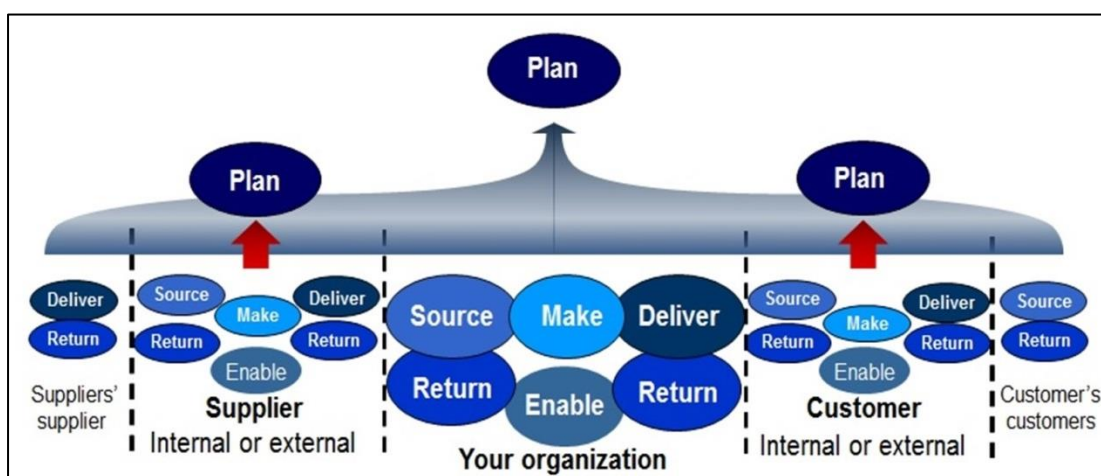 Plan
Plan
Plan
Deliver
Return
Suppliers'
supplier
Source
Make
Deliver
Return
Return
Enable
Supplier
Internal or external
Source
Make
Deliver
Return
Enable
Return
Your organization
Source
Make
Deliver
Return
Return
Enable
Customer
Internal or external
Source
Return
Customer's
customers